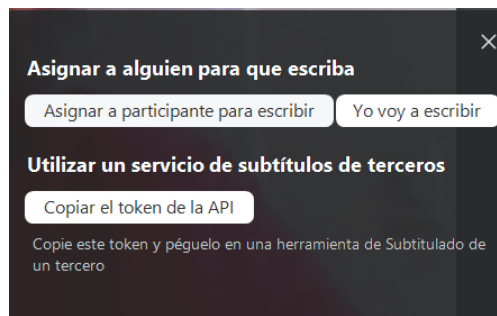 Asignar a alguien para que escriba
Asignar a participante para escribir Yo voy a escribir
Utilizar un servicio de subtítulos de terceros
Copiar el token de la API
Copie este token y péguelo en una herramienta de Subtitulado de
un tercero